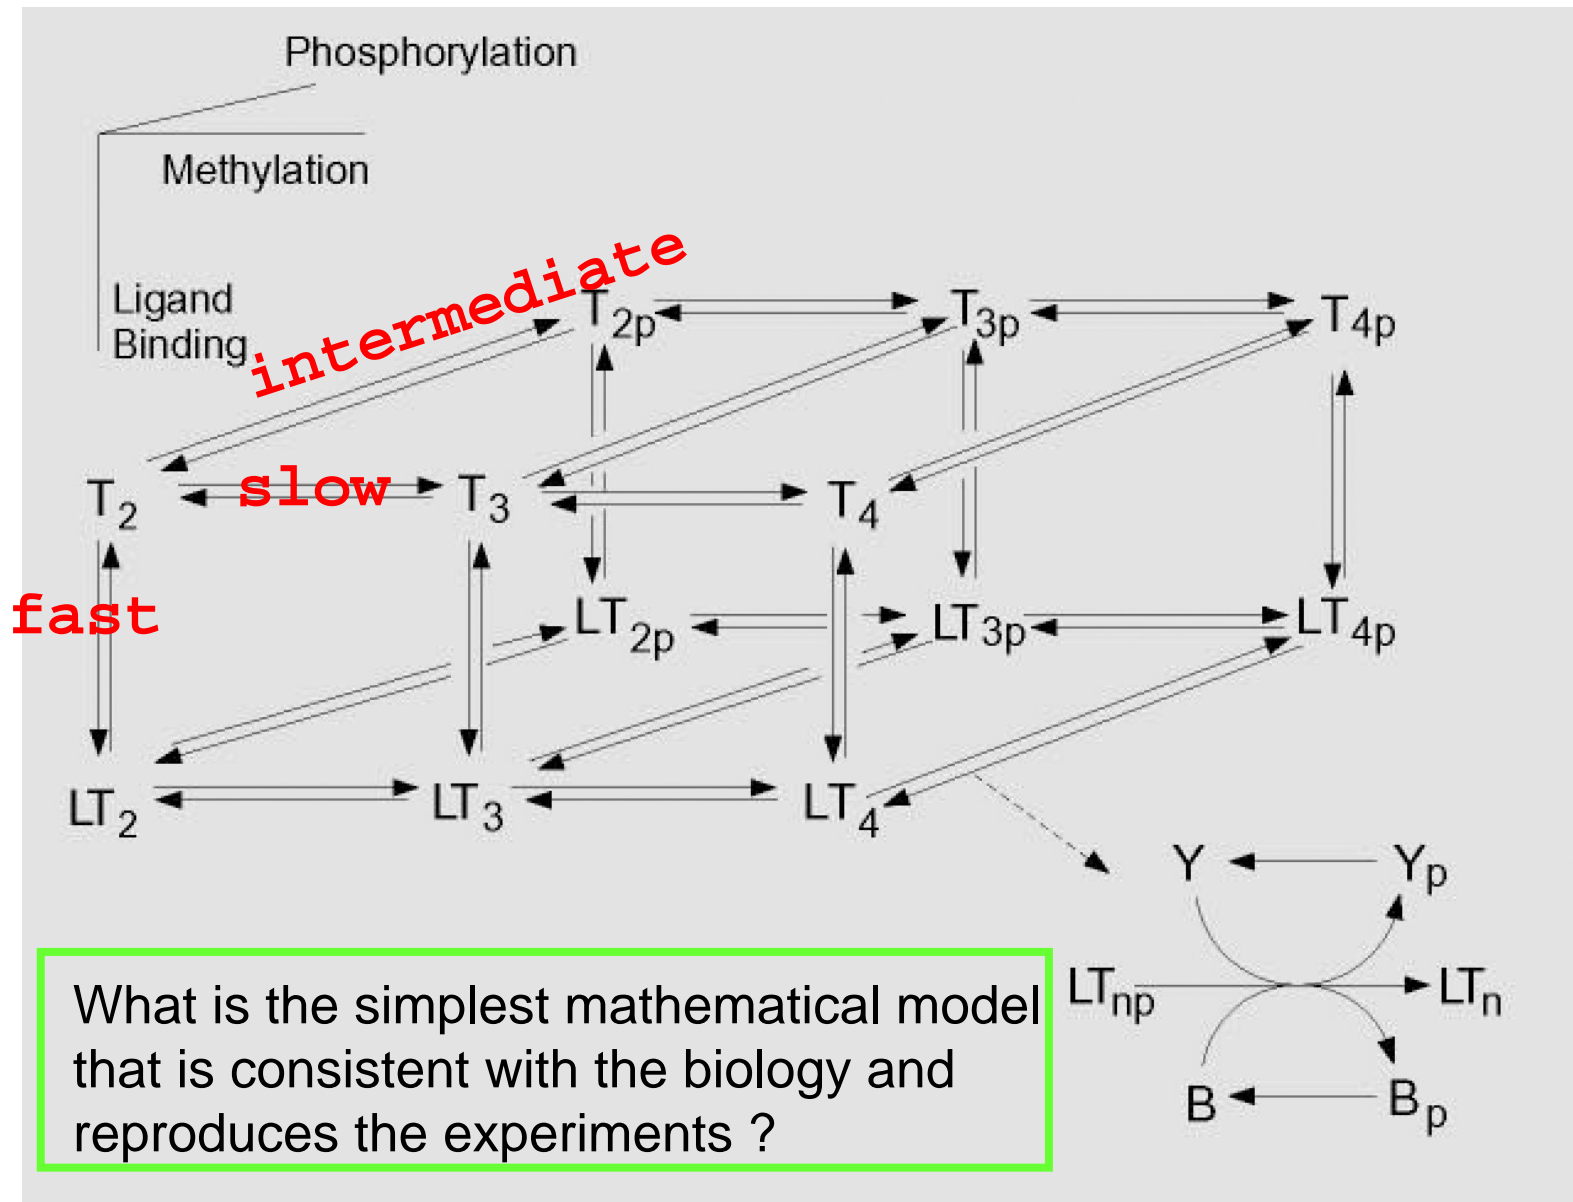 Phosphorylation
Methylation
Ligand
Binding
intermediate
T2p
T3p
T4p
T2
slow
T3
T4
fast
LT2p
LT3p
LT4p
LT2
LT3
LT4
Y
Yp
LTnp
LTn
B
Bp
What is the simplest mathematical model
that is consistent with the biology and
reproduces the experiments ?